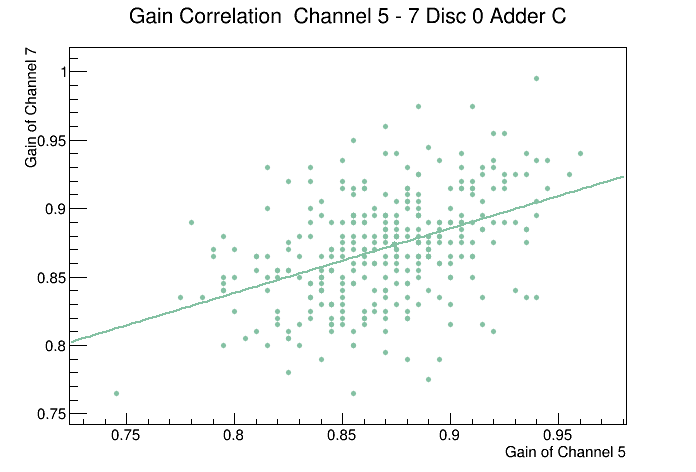 Gain Correlation  Channel 5 - 7 Disc 0 Adder C
Gain of Channel 7
1
0.95
0.9
0.85
0.8
0.75
0.75 0.8 0.85 0.9 0.95
Gain of Channel 5